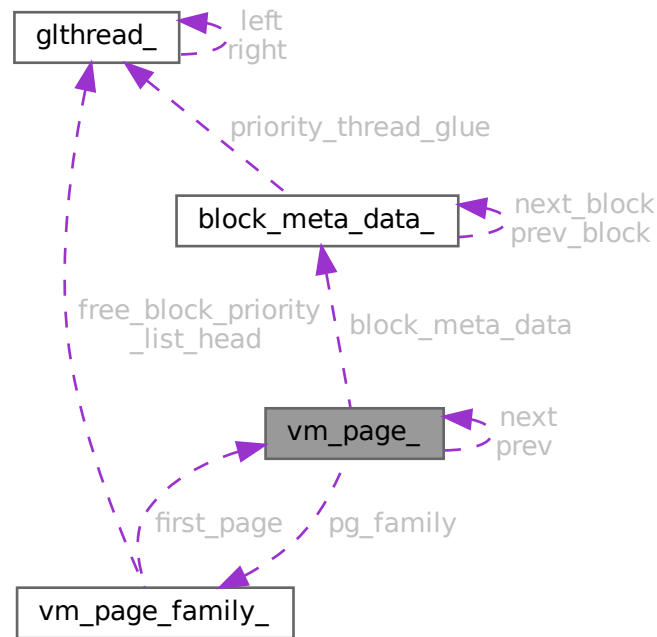 glthread_
left
right
priority_thread_glue
block_meta_data_
next_block
prev_block
free_block_priority
_list_head
block_meta_data
vm_page_
next
prev
first_page
pg_family
vm_page_family_